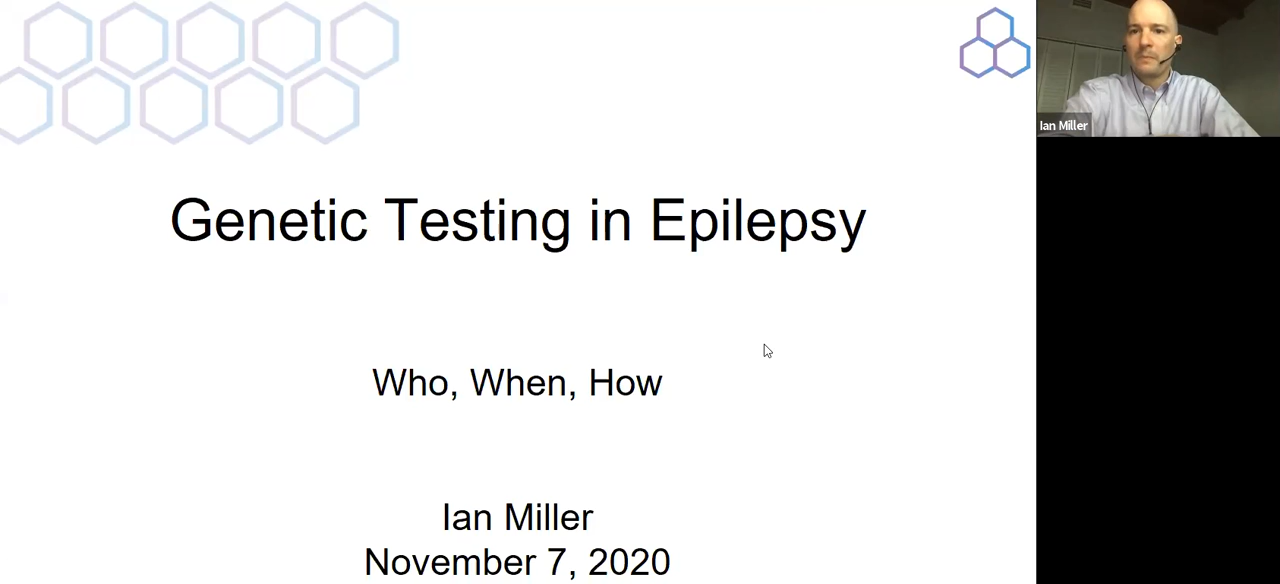 Genetic Testing in Epilepsy
Who, When, How
Ian Miller
November 7, 2020
Ian Miller